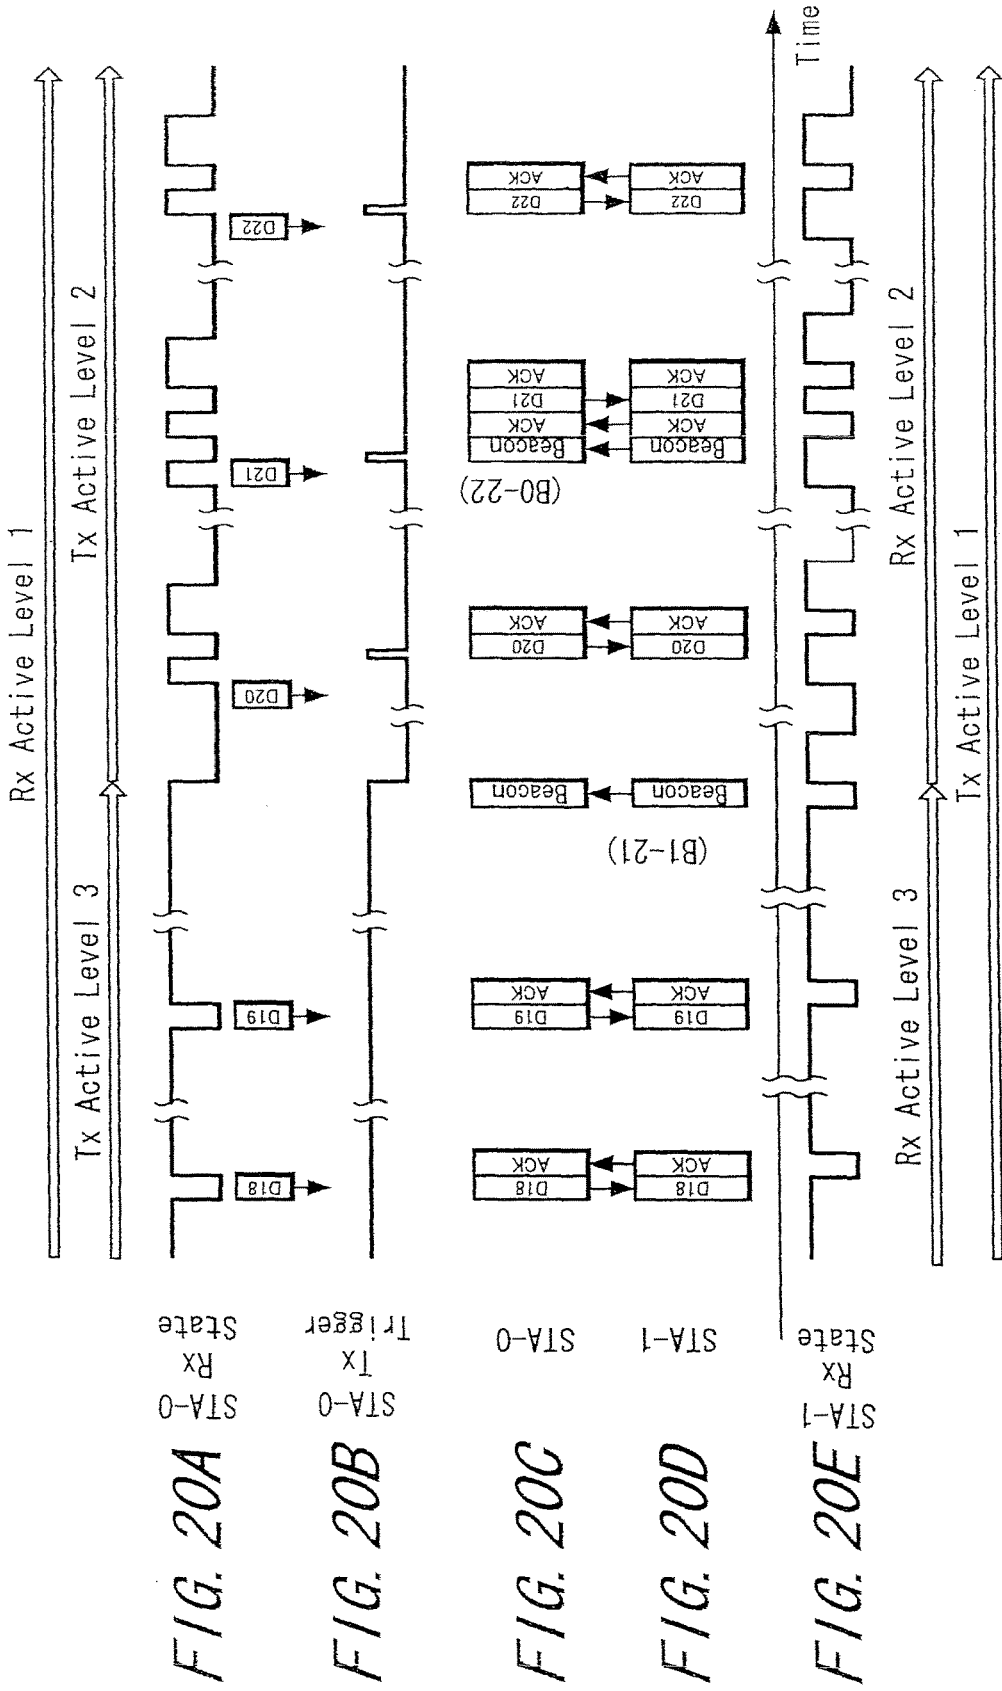 Rx Active Level 1
Tx Active Level 3
Tx Active Level 2
FIG. 20A
STA-0
Rx
State
D18
D19
D20
D21
D22
FIG. 20B
STA-0
Tx
Trigger
FIG. 20C
STA-0
D18
ACK
D19
ACK
Beacon
D20
ACK
(B0-22)
Beacon
ACK
D21
ACK
D22
ACK
FIG. 20D
STA-1
D18
ACK
D19
ACK
(B1-21)
Beacon
D20
ACK
Beacon
ACK
D21
ACK
D22
ACK
Time
FIG. 20E
STA-1
Rx
State
Rx Active Level 3
Rx Active Level 2
Tx Active Level 1